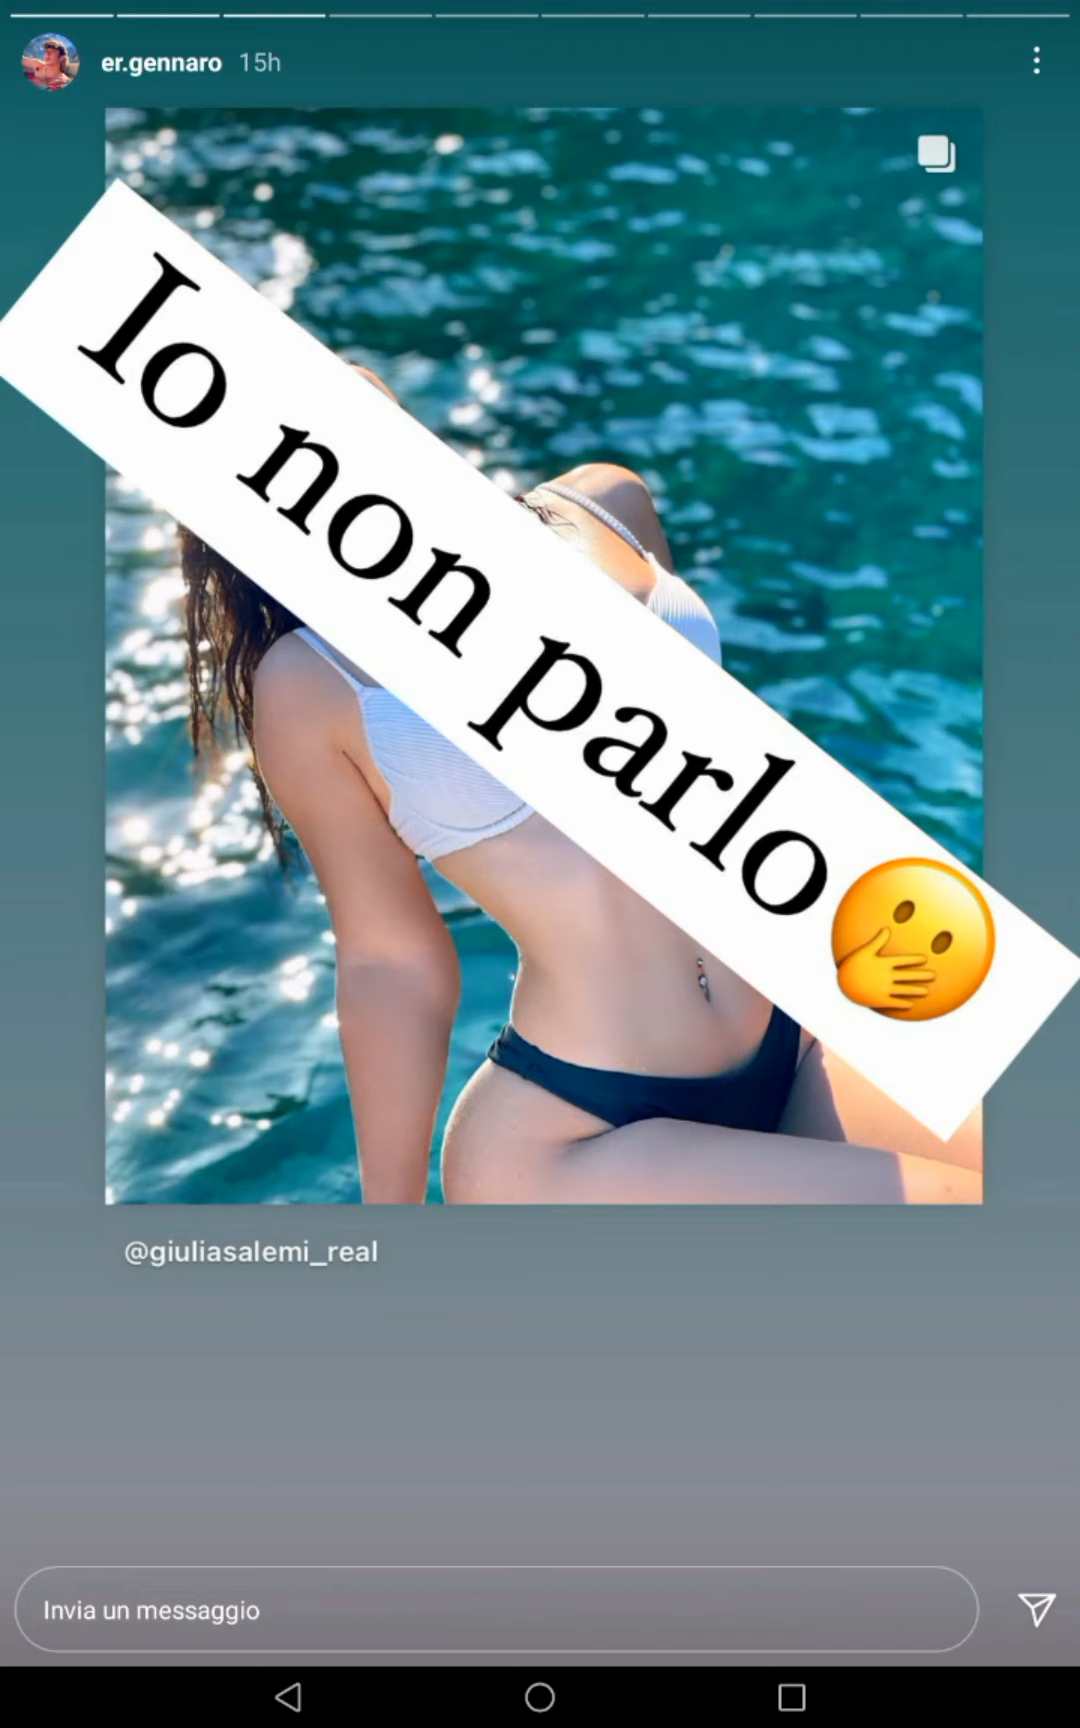 er.gennaro 15h
Io non parlo🫢
@giuliasalemi_real
Invia un messaggio